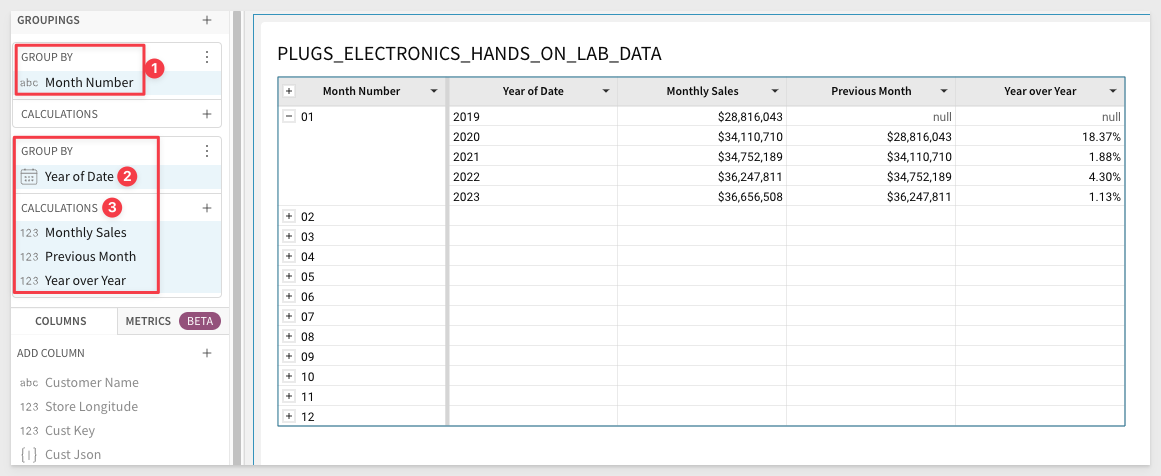 GROUPINGS +
GROUP BY
abc Month Number
1
CALCULATIONS +
GROUP BY
Year of Date 2
CALCULATIONS 3 +
123 Monthly Sales
123 Previous Month
123 Year over Year
COLUMNS METRICS BETA
ADD COLUMN +
abc Customer Name
123 Store Longitude
123 Cust Key
{|} Cust Json
PLUGS_ELECTRONICS_HANDS_ON_LAB_DATA
+ Month Number Year of Date Monthly Sales Previous Month Year over Year
− 01 2019 $28,816,043 null null
2020 $34,110,710 $28,816,043 18.37%
2021 $34,752,189 $34,110,710 1.88%
2022 $36,247,811 $34,752,189 4.30%
2023 $36,656,508 $36,247,811 1.13%
+ 02
+ 03
+ 04
+ 05
+ 06
+ 07
+ 08
+ 09
+ 10
+ 11
+ 12